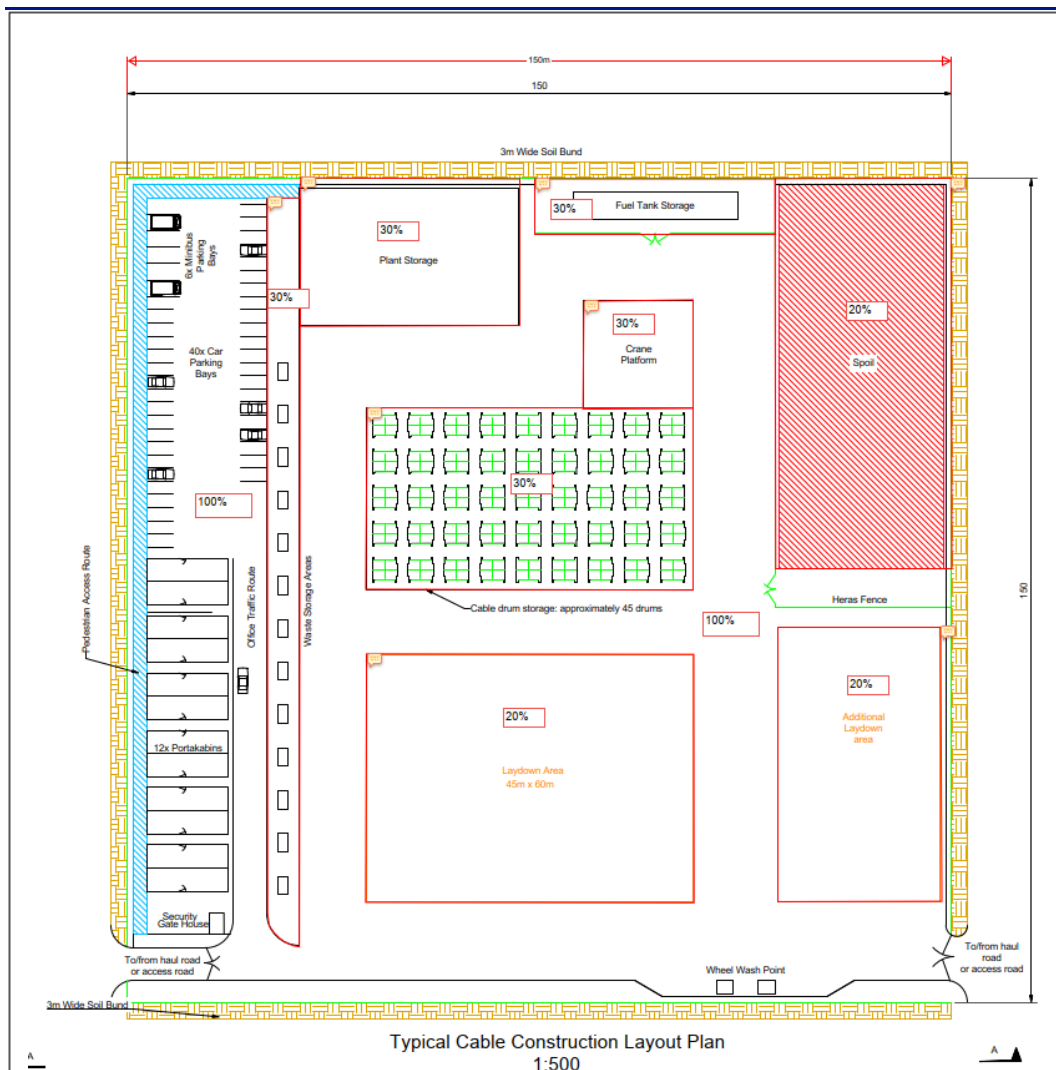 150m
150
3m Wide Soil Bund
Fuel Tank Storage
30%
30%
Plant Storage
6x Minibus
Parking
Bays
30%
20%
Spoil
30%
Crane
Platform
40x Car
Parking
Bays
30%
100%
Pedestrian Access Route
Office Traffic Route
Waste Storage Areas
150
Cable drum storage: approximately 45 drums
Heras Fence
100%
20%
20%
Additional
Laydown
area
12x Portakabins
Laydown Area
45m x 60m
Security
Gate House
To/from haul road
or access road
To/from haul
road
or access road
Wheel Wash Point
3m Wide Soil Bund
Typical Cable Construction Layout Plan
1:500
A
A